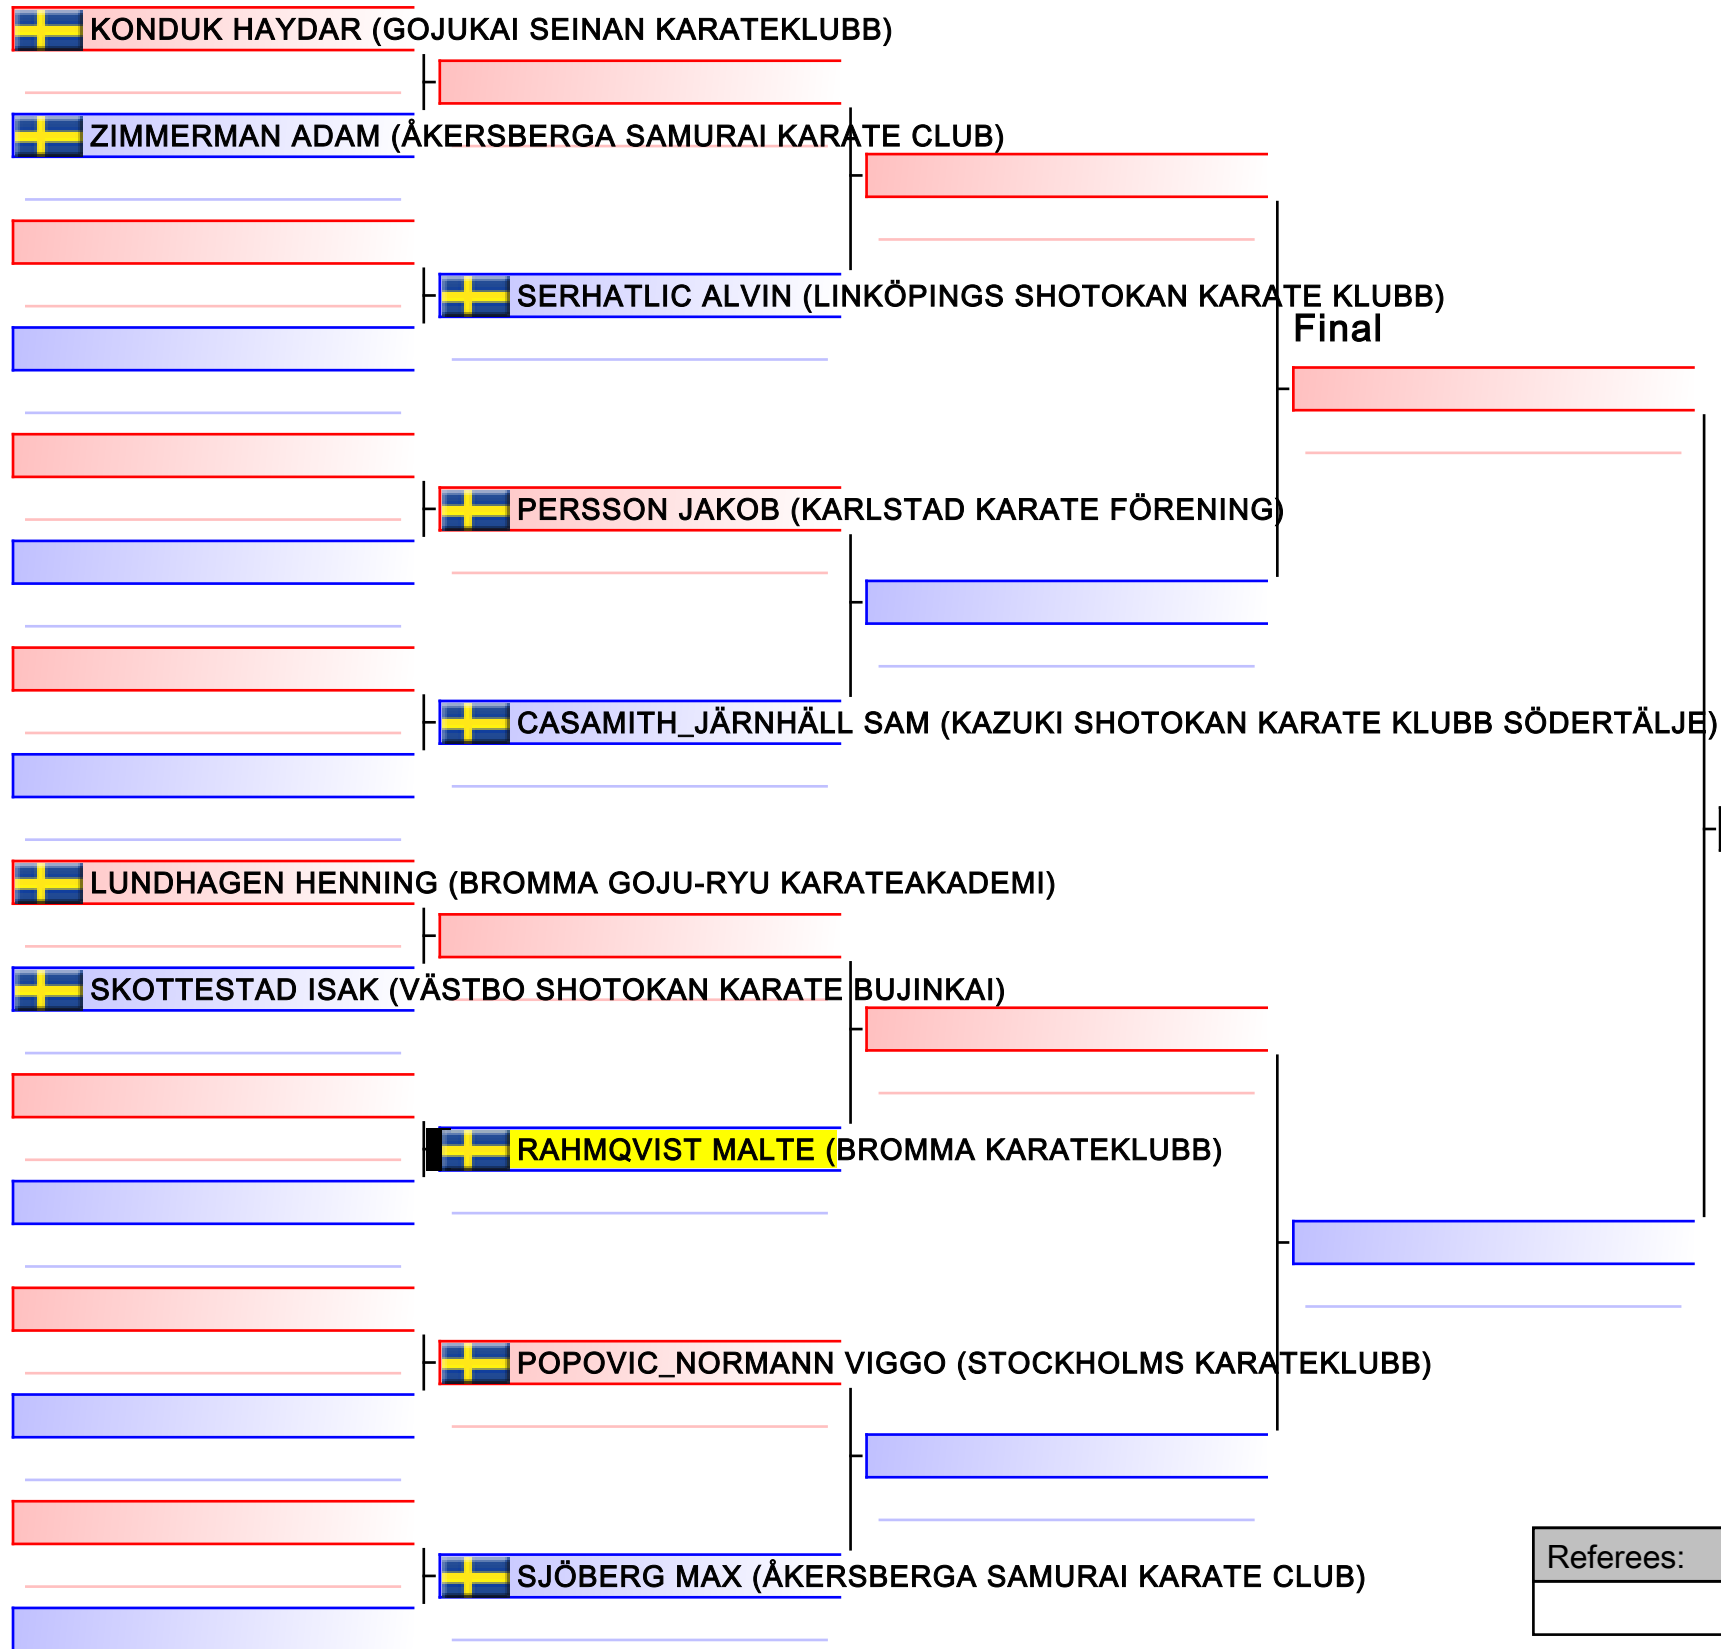 KONDUK HAYDAR (GOJUKAI SEINAN KARATEKLUBB)
ZIMMERMAN ADAM (ÅKERSBERGA SAMURAI KARATE CLUB)
SERHATLIC ALVIN (LINKÖPINGS SHOTOKAN KARATE KLUBB)
Final
PERSSON JAKOB (KARLSTAD KARATE FÖRENING)
CASAMITH_JÄRNHÄLL SAM (KAZUKI SHOTOKAN KARATE KLUBB SÖDERTÄLJE)
LUNDHAGEN HENNING (BROMMA GOJU-RYU KARATEAKADEMI)
SKOTTESTAD ISAK (VÄSTBO SHOTOKAN KARATE BUJINKAI)
RAHMQVIST MALTE (BROMMA KARATEKLUBB)
POPOVIC_NORMANN VIGGO (STOCKHOLMS KARATEKLUBB)
SJÖBERG MAX (ÅKERSBERGA SAMURAI KARATE CLUB)
Referees: